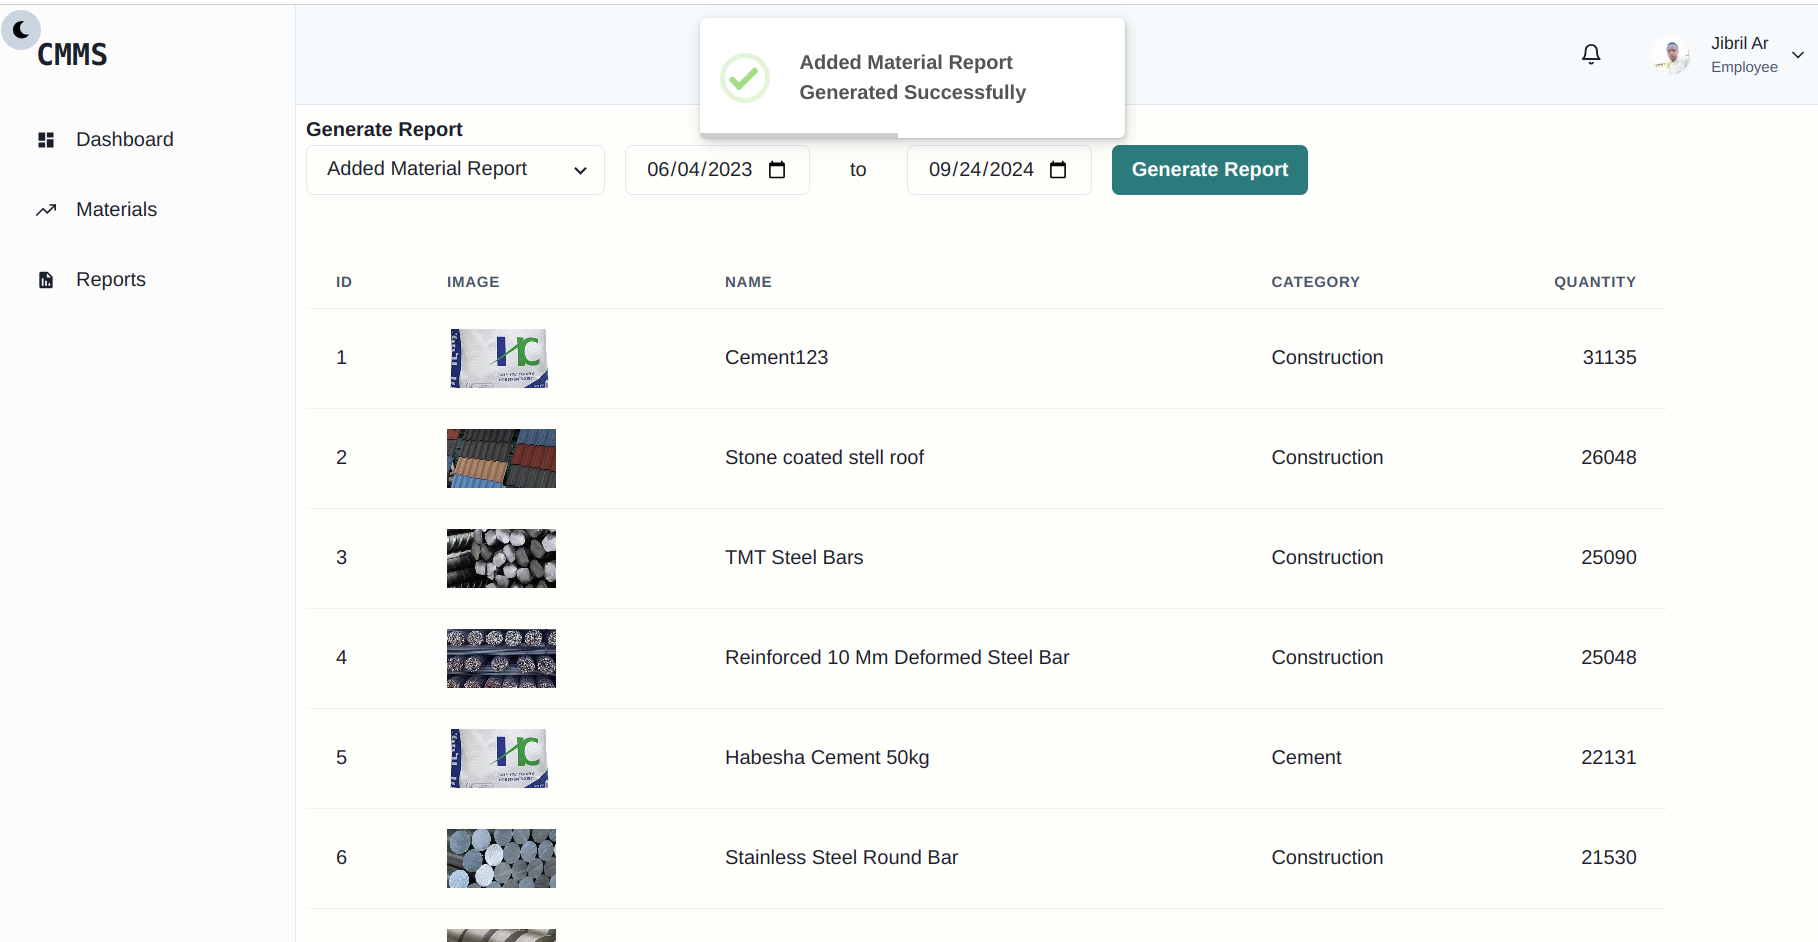 CMMS
Added Material Report
Generated Successfully
Jibril Ar
Employee
Dashboard
Materials
Reports
Generate Report
Added Material Report
06/04/2023
to
09/24/2024
Generate Report
ID IMAGE NAME CATEGORY QUANTITY
1 HC Cement123 Construction 31135
2 Stone coated stell roof Construction 26048
3 TMT Steel Bars Construction 25090
4 Reinforced 10 Mm Deformed Steel Bar Construction 25048
5 HC Habesha Cement 50kg Cement 22131
6 Stainless Steel Round Bar Construction 21530